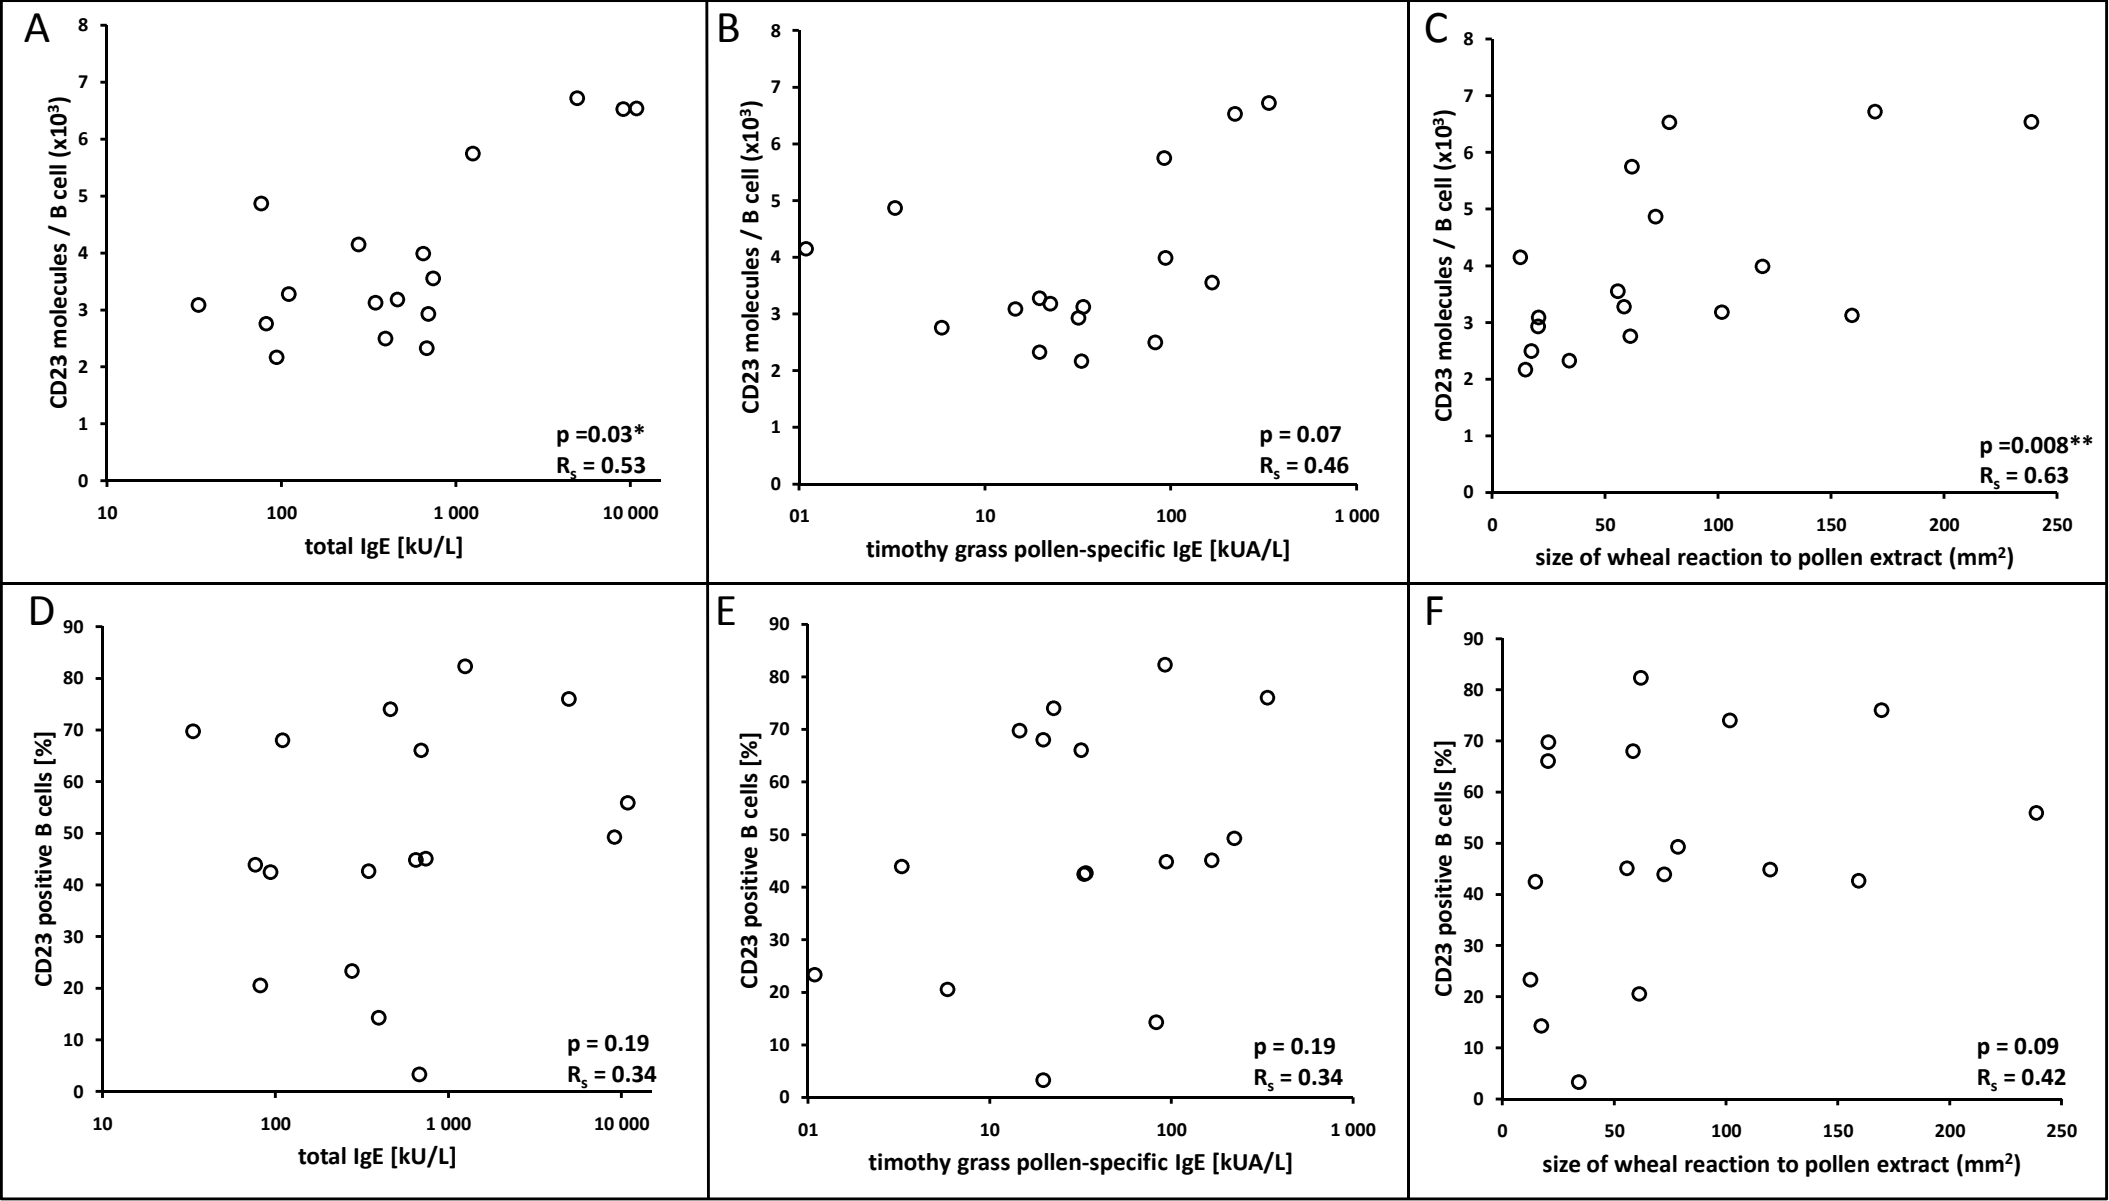 A
8
7
6
5
4
3
2
1
0
CD23 molecules / B cell (x10³)
p =0.03*
Rₛ = 0.53
10 100 1 000 10 000
total IgE [kU/L]
B
8
7
6
5
4
3
2
1
0
CD23 molecules / B cell (x10³)
p = 0.07
Rₛ = 0.46
01 10 100 1 000
timothy grass pollen-specific IgE [kUA/L]
C
8
7
6
5
4
3
2
1
0
CD23 molecules / B cell (x10³)
p =0.008**
Rₛ = 0.63
0 50 100 150 200 250
size of wheal reaction to pollen extract (mm²)
D
90
80
70
60
50
40
30
20
10
0
CD23 positive B cells [%]
p = 0.19
Rₛ = 0.34
10 100 1 000 10 000
total IgE [kU/L]
E
90
80
70
60
50
40
30
20
10
0
CD23 positive B cells [%]
p = 0.19
Rₛ = 0.34
01 10 100 1 000
timothy grass pollen-specific IgE [kUA/L]
F
90
80
70
60
50
40
30
20
10
0
CD23 positive B cells [%]
p = 0.09
Rₛ = 0.42
0 50 100 150 200 250
size of wheal reaction to pollen extract (mm²)